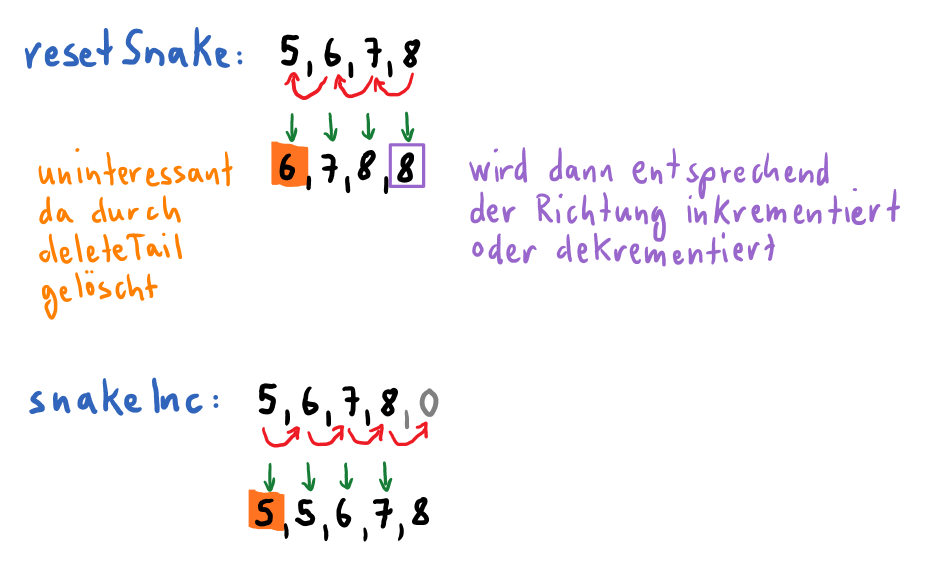 resetSnake: 5,6,7,8
6,7,8,8
uninteressant
da durch
deleteTail
gelöscht
wird dann entsprechend
der Richtung inkrementiert
oder dekrementiert
snakeInc: 5,6,7,8,0
5,5,6,7,8